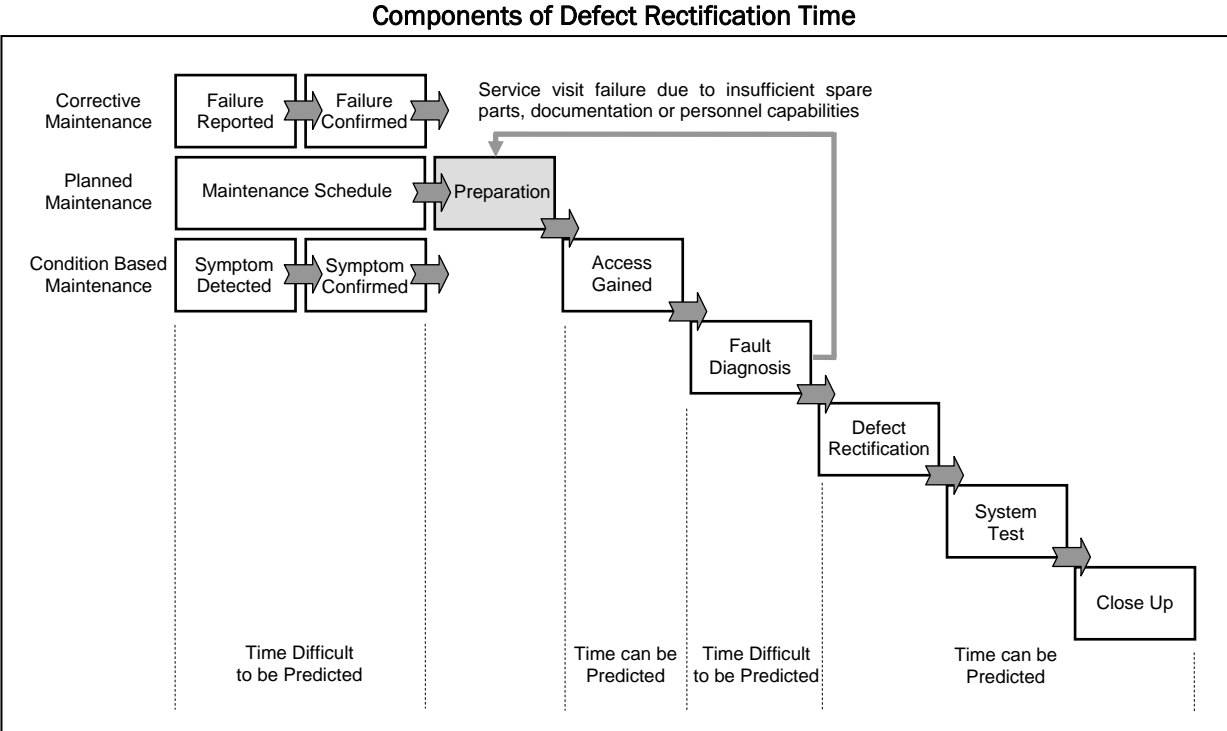 Components of Defect Rectification Time
Service visit failure due to insufficient spare
parts, documentation or personnel capabilities
Corrective
Maintenance
Failure
Reported
Failure
Confirmed
Planned
Maintenance
Maintenance Schedule
Preparation
Condition Based
Maintenance
Symptom
Detected
Symptom
Confirmed
Access
Gained
Fault
Diagnosis
Defect
Rectification
System
Test
Close Up
Time Difficult
to be Predicted
Time can be
Predicted
Time Difficult
to be Predicted
Time can be
Predicted